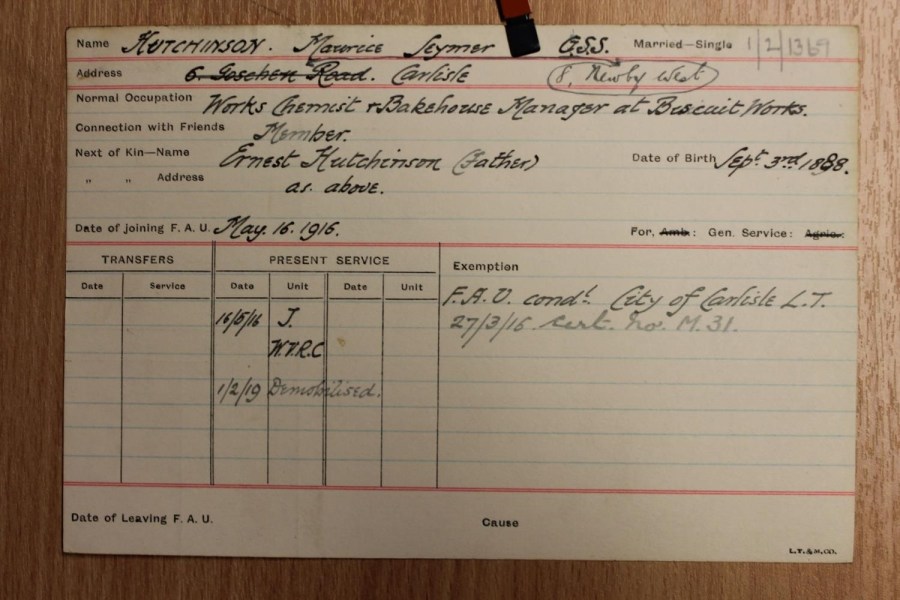 Name HUTCHINSON. Maurice Seymer G.S.S. Married—Single 1/2/1369
Address 6. Goschen Road. Carlisle 8, Newby West
Normal Occupation Works Chemist & Bakehouse Manager at Biscuit Works.
Connection with Friends Member.
Next of Kin—Name Ernest Hutchinson (Father) Date of Birth Sept. 3rd 1888.
" " Address as. above.
Date of joining F. A. U. May. 16. 1916. For, Amb.: Gen. Service: Agric.:
TRANSFERS PRESENT SERVICE Exemption
Date Service Date Unit Date Unit
F.A.U. condl. City of Carlisle L.T.
16/5/16 J. 27/3/16. cert. no. M.31.
W.V.R.C
1/2/19 Demobilised.
Date of Leaving F. A. U. Cause
L.T.&M.CO.